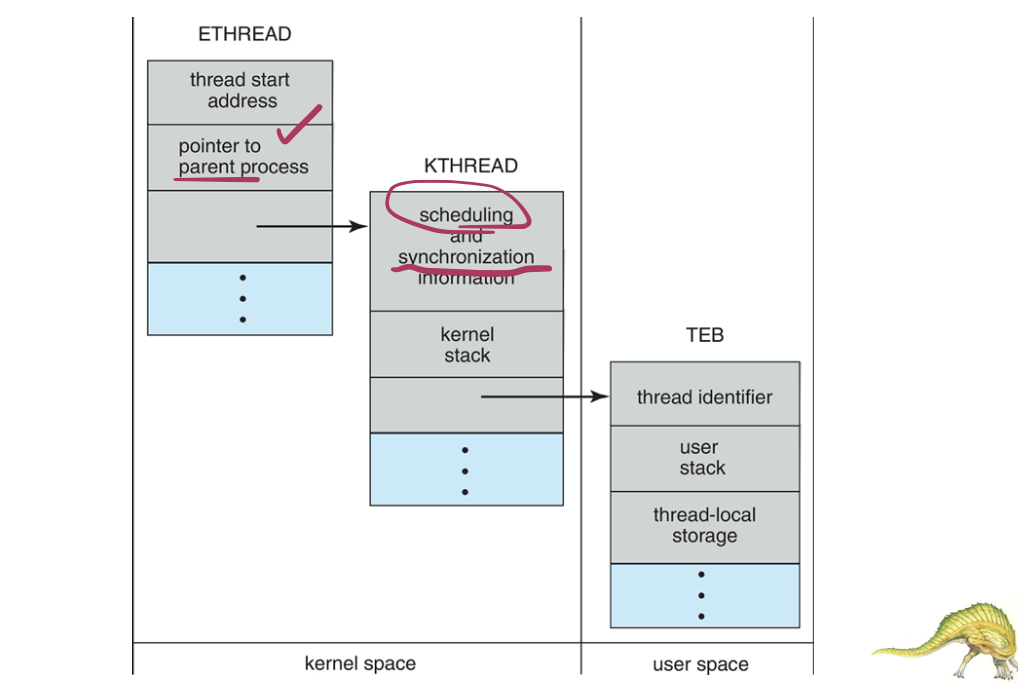 ETHREAD
thread start
address
pointer to
parent process
KTHREAD
scheduling
and
synchronization
information
kernel
stack
TEB
thread identifier
user
stack
thread-local
storage
kernel space
user space